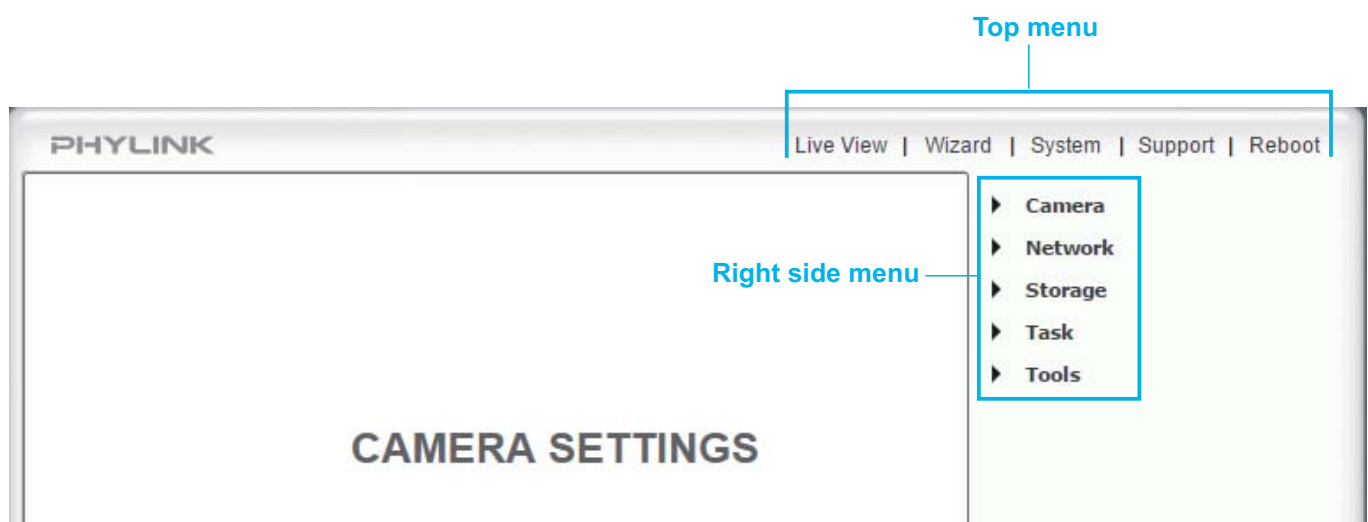 Top menu
PHYLINK
Live View | Wizard | System | Support | Reboot
Camera
Network
Right side menu
Storage
Task
Tools
CAMERA SETTINGS